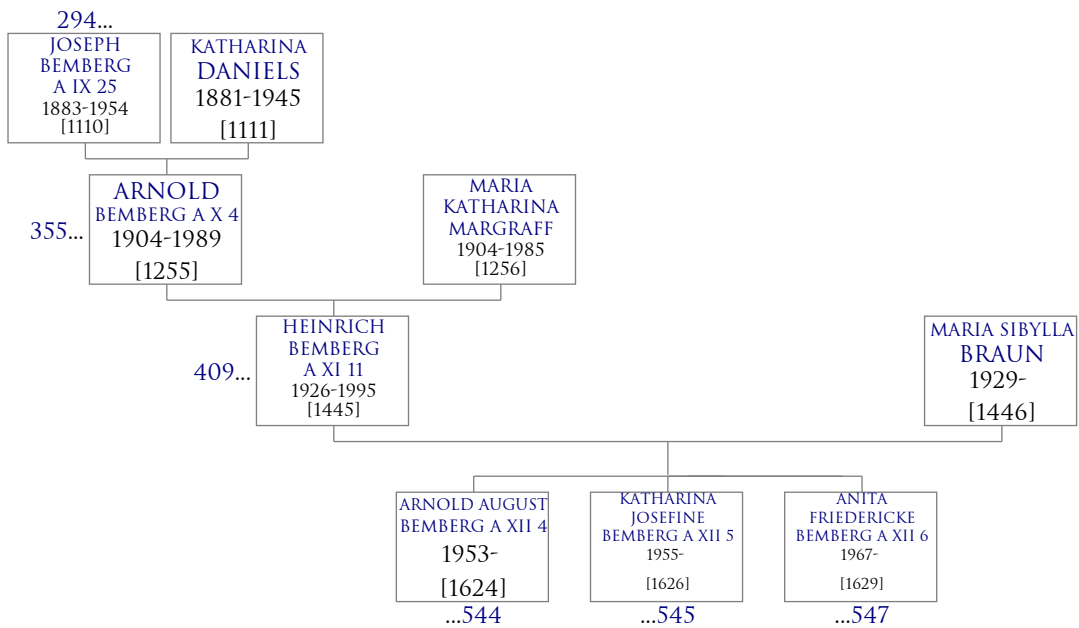 294...
JOSEPH
BEMBERG
A IX 25
1883-1954
[1110]
KATHARINA
DANIELS
1881-1945
[1111]
355...
ARNOLD
BEMBERG A X 4
1904-1989
[1255]
MARIA
KATHARINA
MARGRAFF
1904-1985
[1256]
409...
HEINRICH
BEMBERG
A XI 11
1926-1995
[1445]
MARIA SIBYLLA
BRAUN
1929-
[1446]
ARNOLD AUGUST
BEMBERG A XII 4
1953-
[1624]
...544
KATHARINA
JOSEFINE
BEMBERG A XII 5
1955-
[1626]
...545
ANITA
FRIEDERICKE
BEMBERG A XII 6
1967-
[1629]
...547